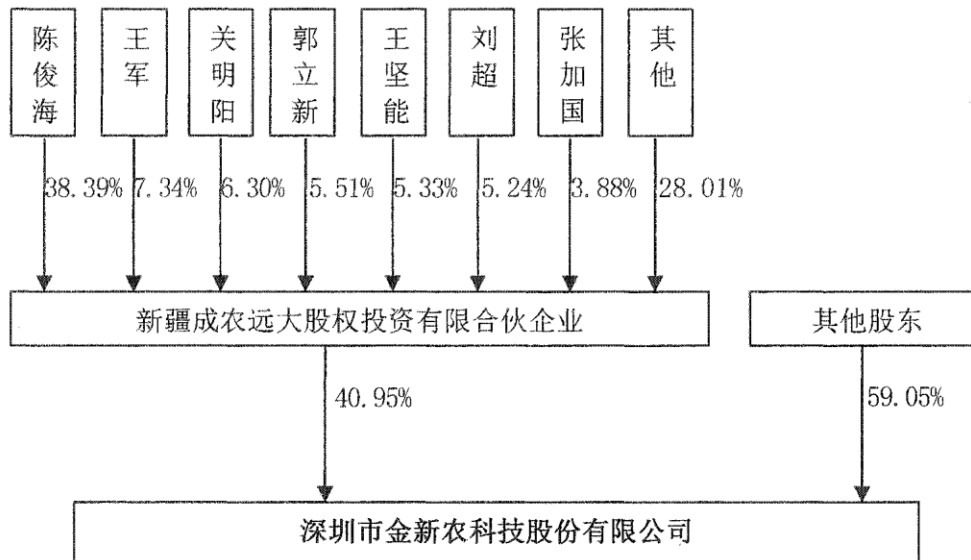 陈俊海
王军
关明阳
郭立新
王坚能
刘超
张加国
其他
38.39%
7.34%
6.30%
5.51%
5.33%
5.24%
3.88%
28.01%
新疆成农远大股权投资有限合伙企业
其他股东
40.95%
59.05%
深圳市金新农科技股份有限公司